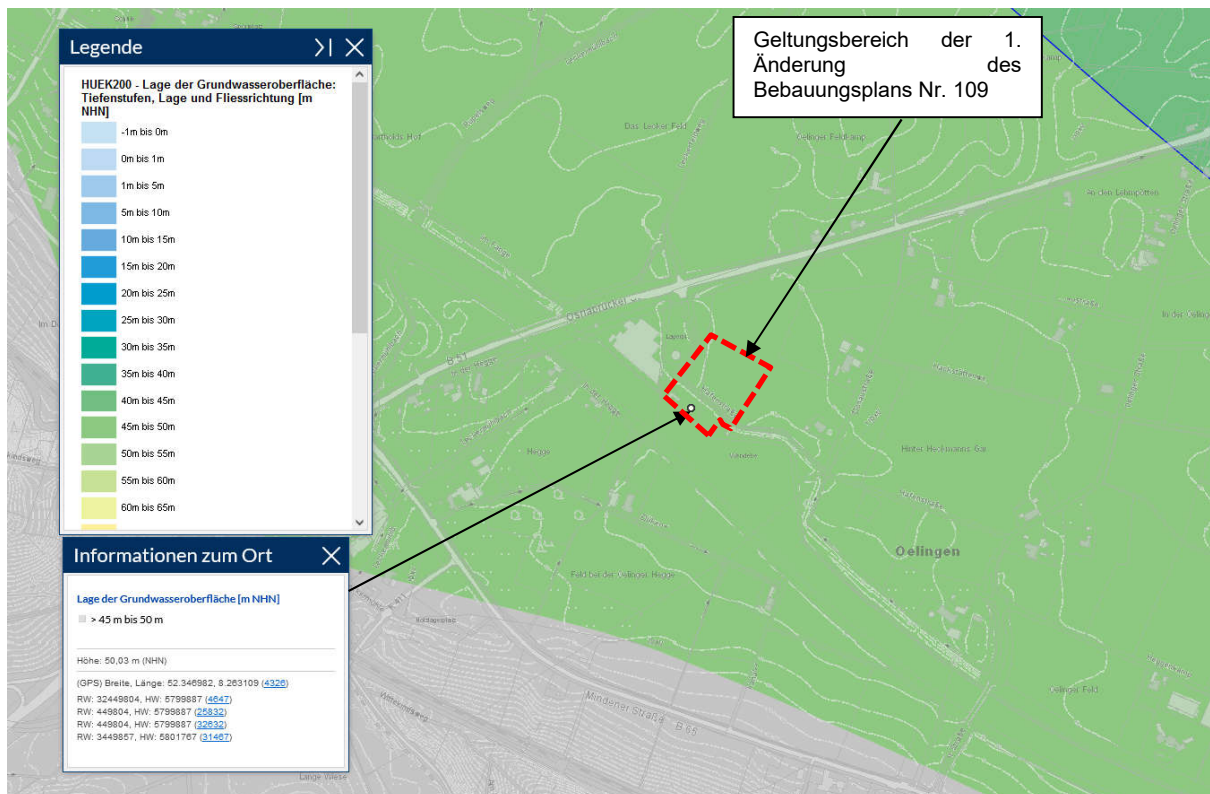 Legende
HUEK200 - Lage der Grundwasseroberfläche:
Tiefenstufen, Lage und Fliessrichtung [m
NHN]
-1m bis 0m
0m bis 1m
1m bis 5m
5m bis 10m
10m bis 15m
15m bis 20m
20m bis 25m
25m bis 30m
30m bis 35m
35m bis 40m
40m bis 45m
45m bis 50m
50m bis 55m
55m bis 60m
60m bis 65m
Informationen zum Ort
Lage der Grundwasseroberfläche [m NHN]
> 45 m bis 50 m
Höhe: 50,03 m (NHN)
(GPS) Breite, Länge: 52.346982, 8.263109 (4326)
RW: 32449804, HW: 5799887 (4647)
RW: 449804, HW: 5799887 (25832)
RW: 449804, HW: 5799887 (32632)
RW: 3449857, HW: 5801767 (31467)
Geltungsbereich der 1.
Änderung des
Bebauungsplans Nr. 109
Das Lecker Feld
Oelinger Feldkamp
In den Lehmpötten
Osnabrücker
B 51
Hegge
Hinter Heckmanns Gar
Oelingen
Feld bei der Oelinger Hegge
Mindener Straße B 65
Oelinger Feld
Lange Wiese